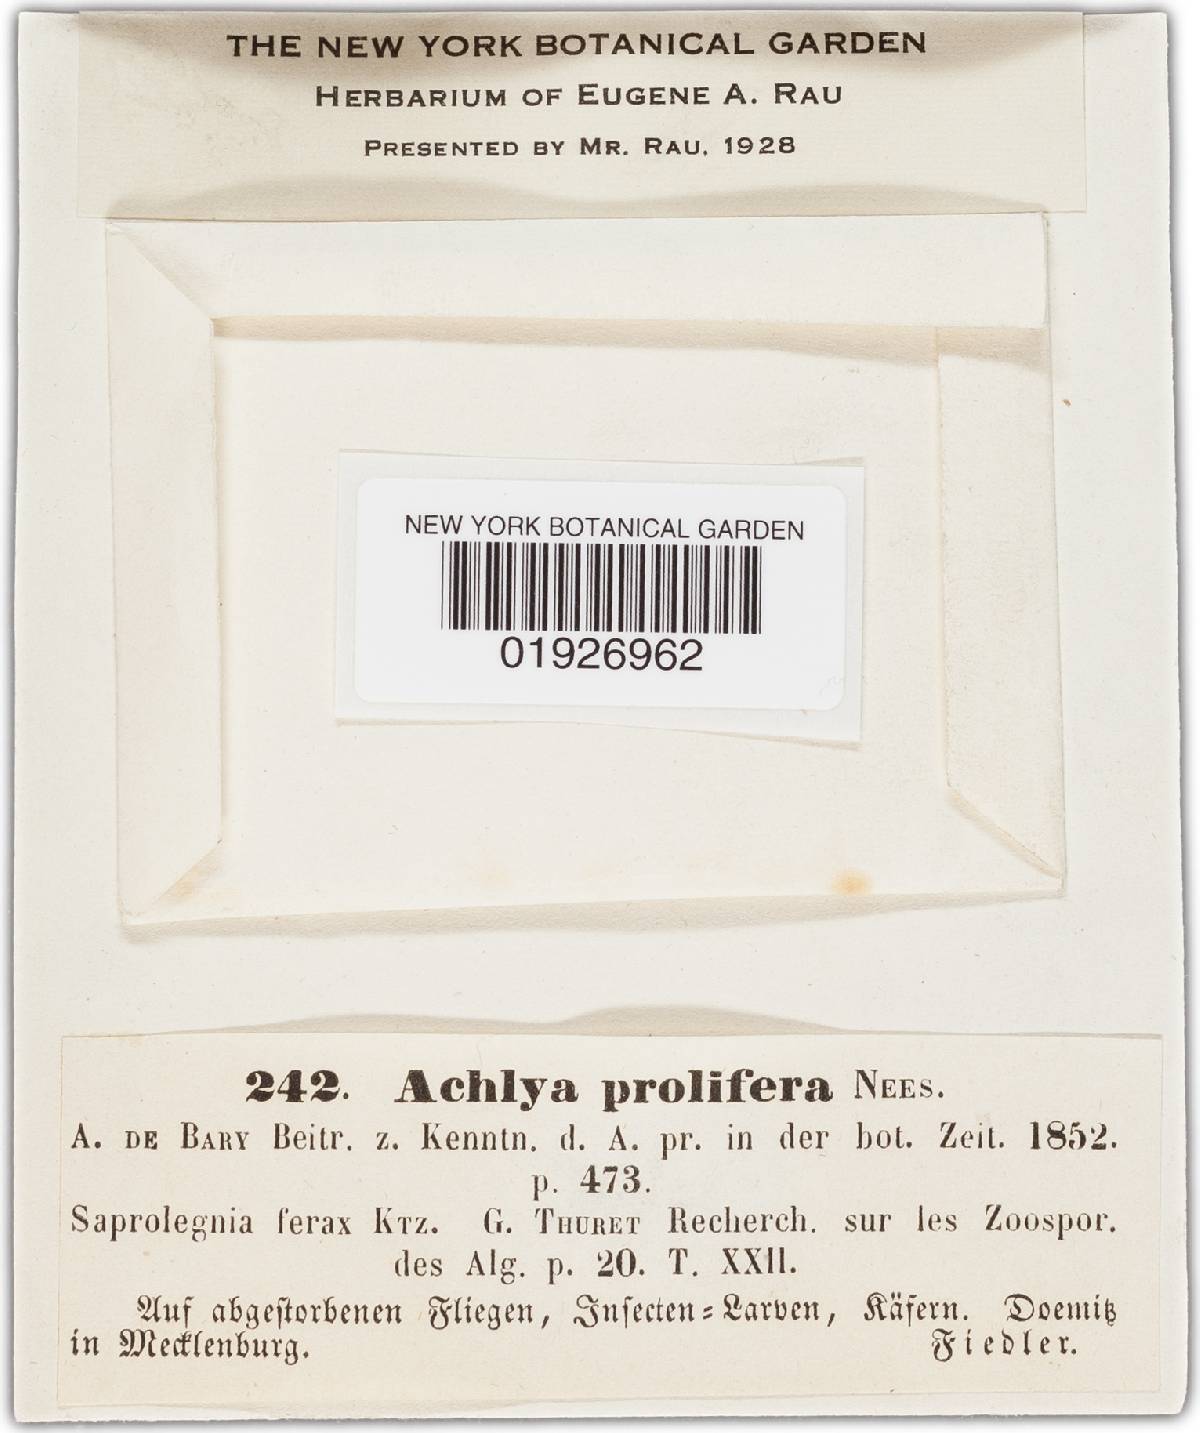 THE NEW YORK BOTANICAL GARDEN
HERBARIUM OF EUGENE A. RAU
PRESENTED BY MR. RAU, 1928
NEW YORK BOTANICAL GARDEN
01926962
242. Achlya prolifera NEES.
A. DE BARY Beitr. z. Kenntn. d. A. pr. in der bot. Zeit. 1852.
p. 473.
Saprolegnia ferax KTZ. G. THURET Recherch. sur les Zoospor.
des Alg. p. 20. T. XXII.
Auf abgeſtorbenen Fliegen, Inſecten-Larven, Käfern. Doemitz
in Mecklenburg. Fiedler.